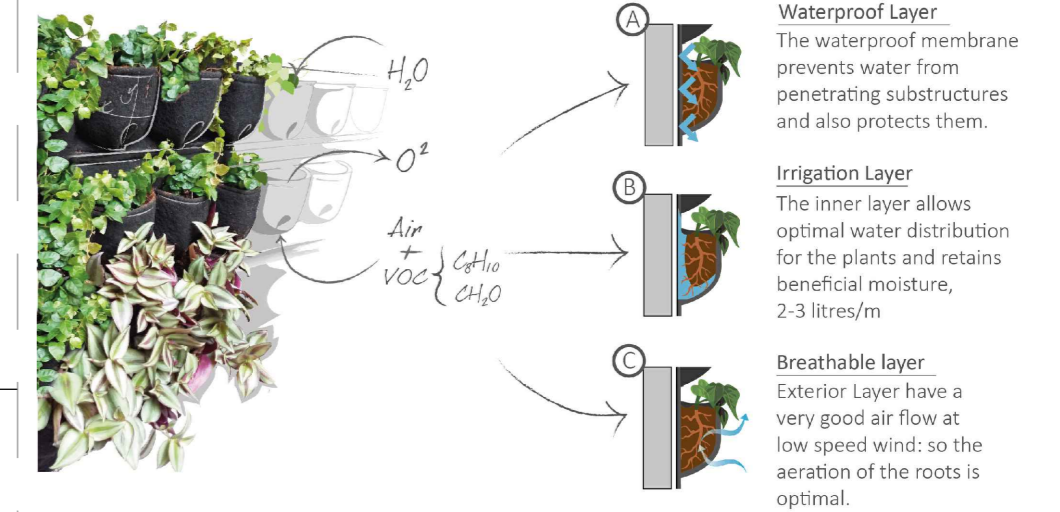 H₂O
O²
Air
+
VOC { C₈H₁₀
CH₂O
A
Waterproof Layer
The waterproof membrane
prevents water from
penetrating substructures
and also protects them.
B
Irrigation Layer
The inner layer allows
optimal water distribution
for the plants and retains
beneficial moisture,
2-3 litres/m
C
Breathable layer
Exterior Layer have a
very good air flow at
low speed wind: so the
aeration of the roots is
optimal.